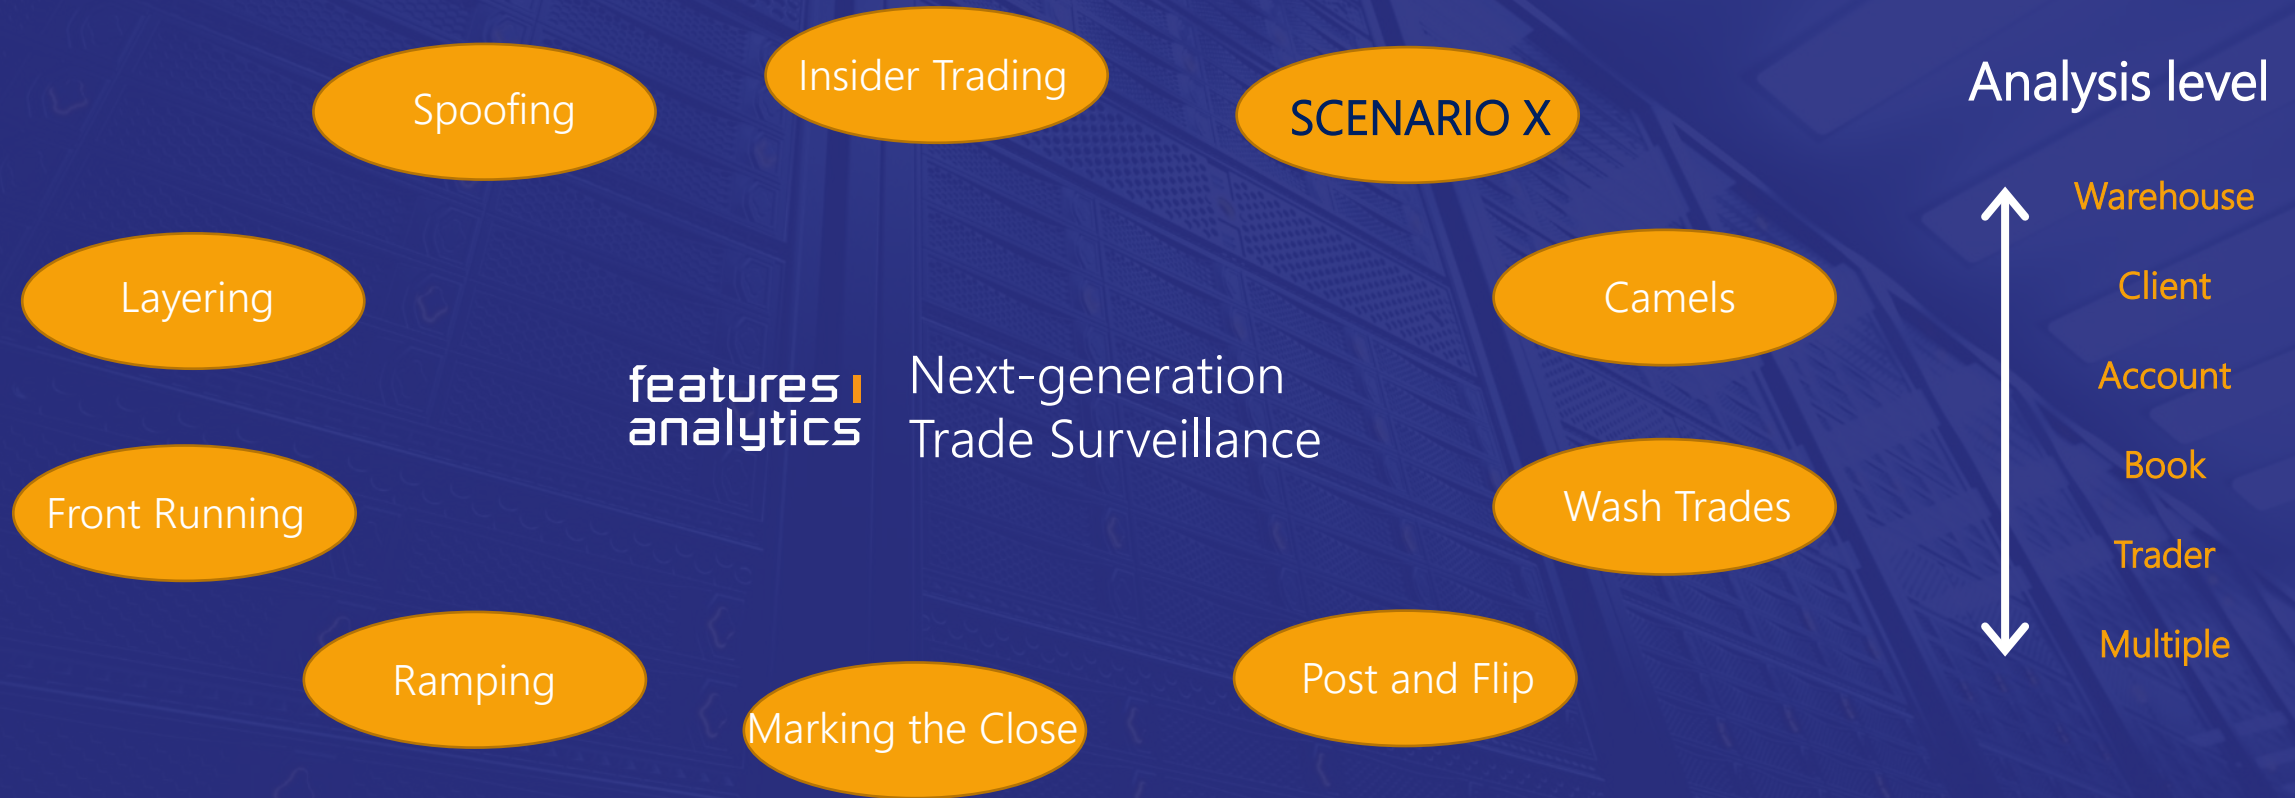 Insider Trading
Spoofing
SCENARIO X
Analysis level
Warehouse
Layering
Camels
Client
Account
features
analytics
Next-generation
Trade Surveillance
Book
Front Running
Wash Trades
Trader
Multiple
Ramping
Post and Flip
Marking the Close